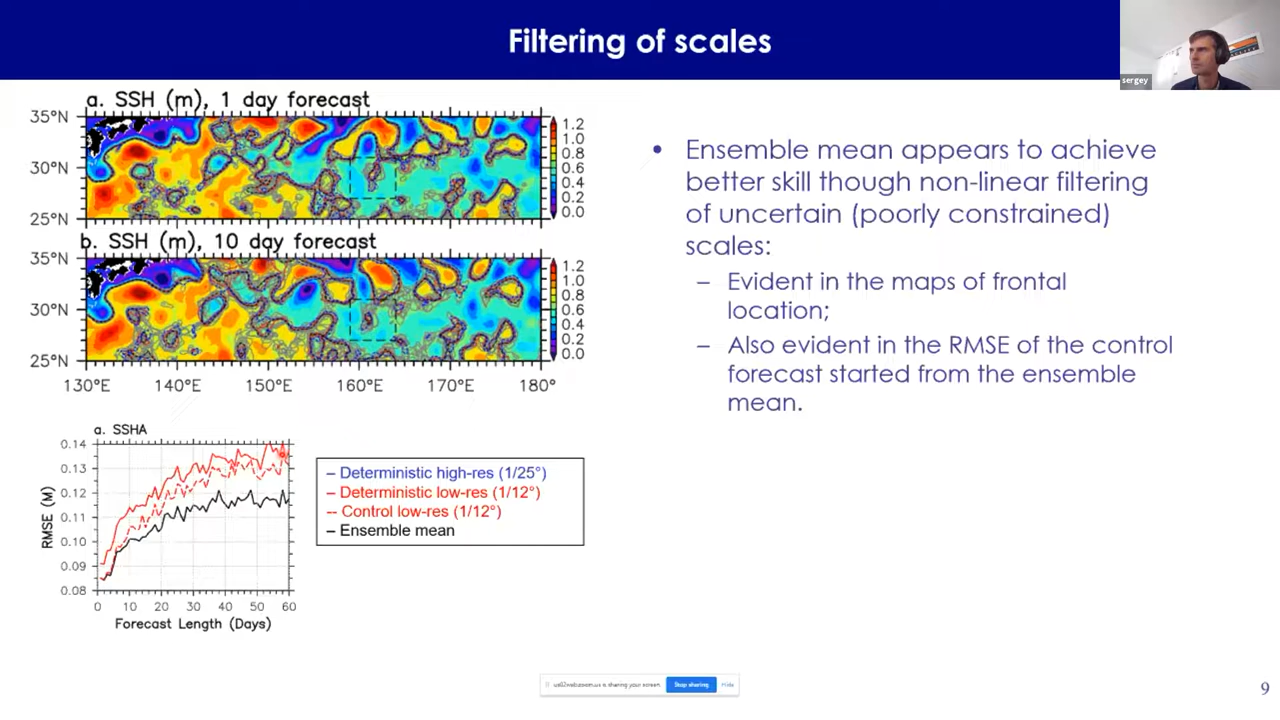 Filtering of scales
sergey
a. SSH (m), 1 day forecast
35°N
30°N
25°N
1.2
1.0
0.8
0.6
0.4
0.2
0.0
b. SSH (m), 10 day forecast
35°N
30°N
25°N
1.2
1.0
0.8
0.6
0.4
0.2
0.0
130°E 140°E 150°E 160°E 170°E 180°
• Ensemble mean appears to achieve
better skill though non-linear filtering
of uncertain (poorly constrained)
scales:
– Evident in the maps of frontal
location;
– Also evident in the RMSE of the control
forecast started from the ensemble
mean.
a. SSHA
0.14
0.13
0.12
0.11
0.10
0.09
0.08
RMSE (M)
0 10 20 30 40 50 60
Forecast Length (Days)
– Deterministic high-res (1/25°)
– Deterministic low-res (1/12°)
-- Control low-res (1/12°)
– Ensemble mean
is sharing your screen.
Stop sharing
Hide
9